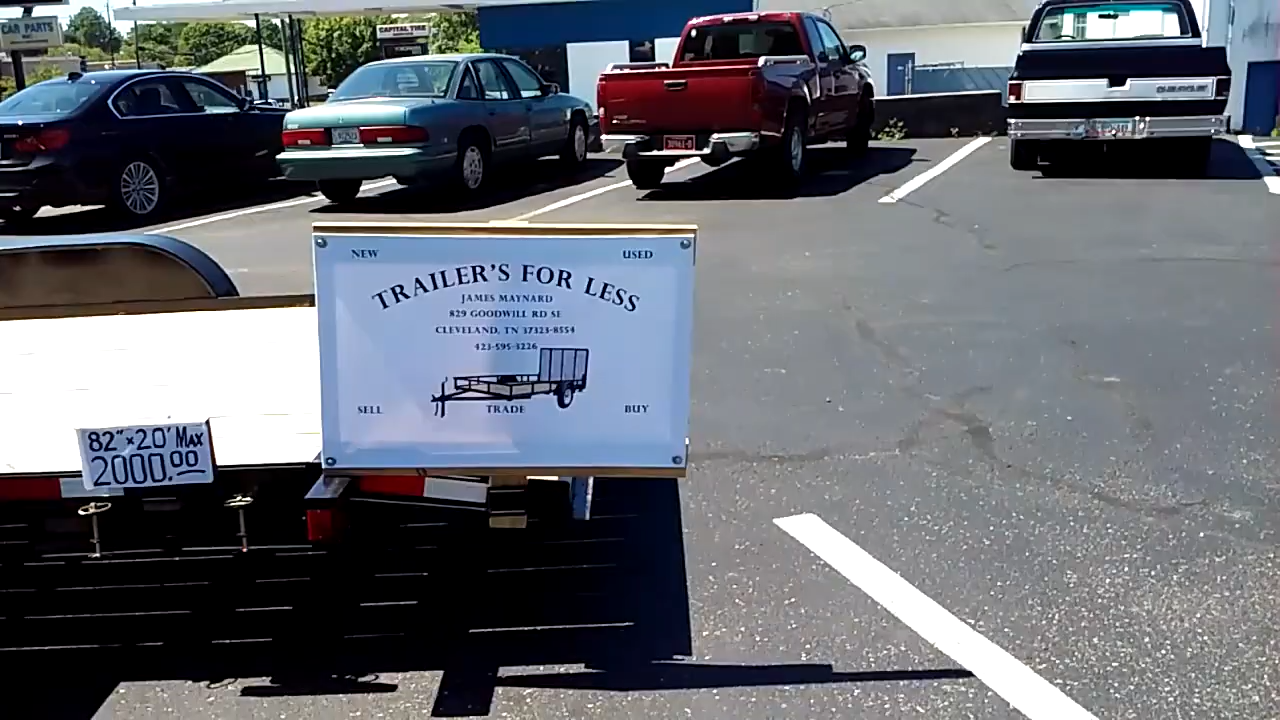 CAR PARTS
CAPITAL TIRE
NEW
USED
TRAILER'S FOR LESS
JAMES MAYNARD
829 GOODWILL RD SE
CLEVELAND, TN 37323-8554
423-595-3226
SELL
TRADE
BUY
82"×20' MAX
2000.00